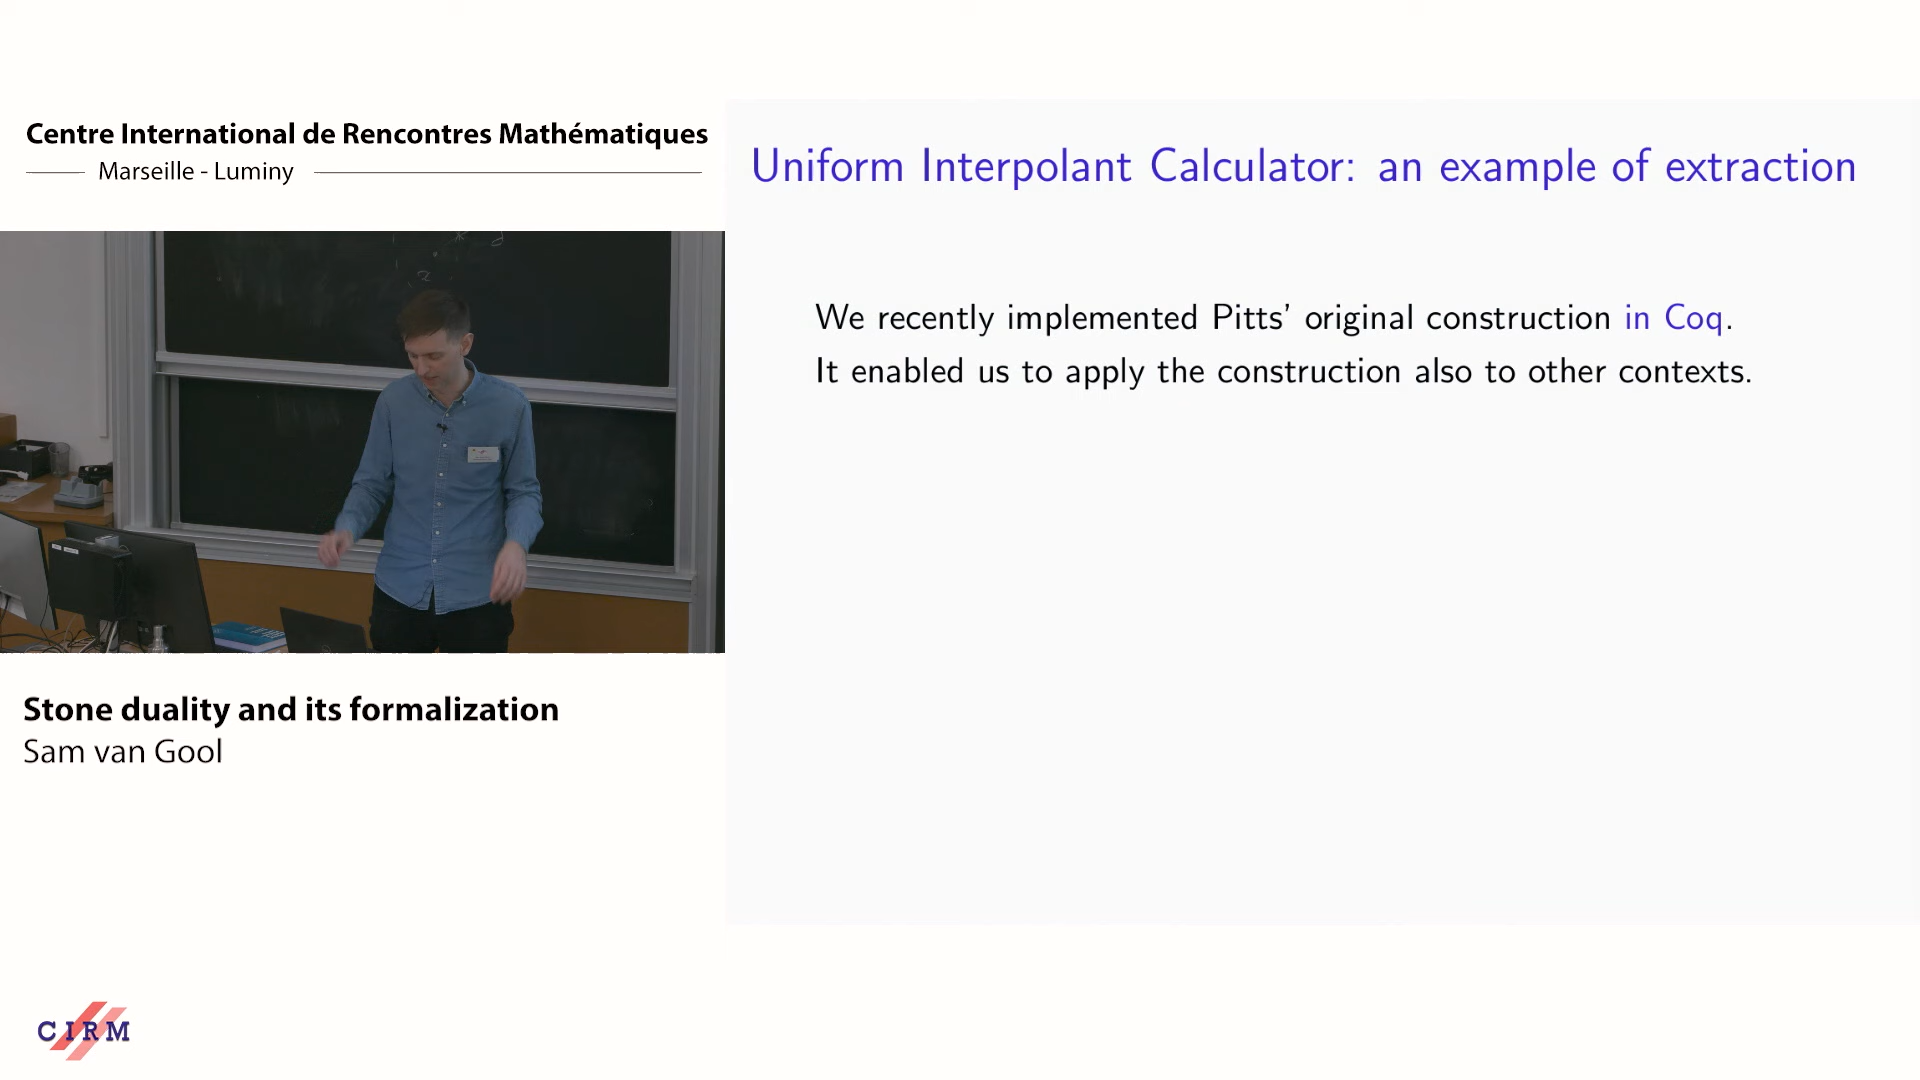 Centre International de Rencontres Mathématiques
Marseille - Luminy
Uniform Interpolant Calculator: an example of extraction
We recently implemented Pitts’ original construction in Coq.
It enabled us to apply the construction also to other contexts.
Stone duality and its formalization
Sam van Gool
CIRM